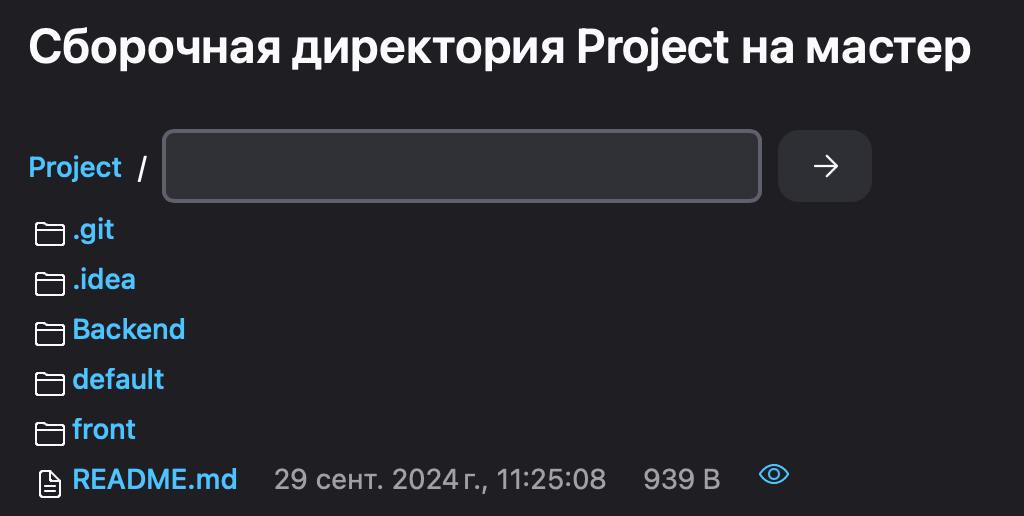 Сборочная директория Project на мастер
Project /
.git
.idea
Backend
default
front
README.md 29 сент. 2024 г., 11:25:08 939 B